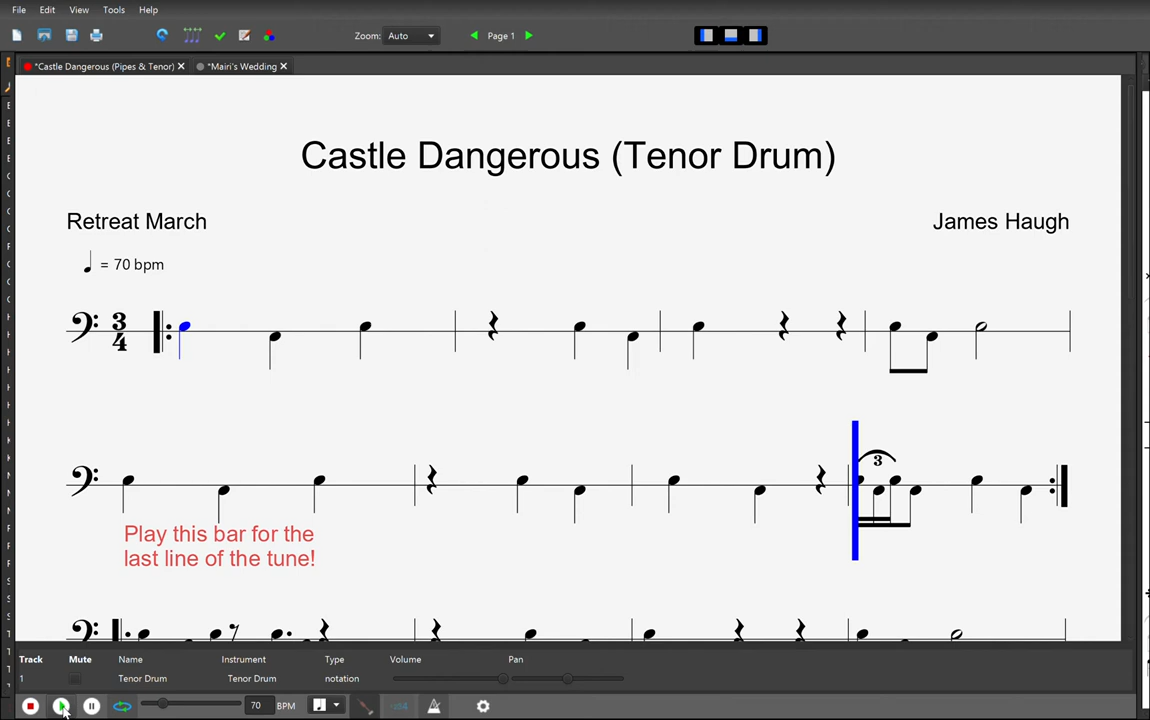 File Edit View Tools Help
Zoom: Auto Page 1
*Castle Dangerous (Pipes & Tenor) *Mairi's Wedding
Castle Dangerous (Tenor Drum)
Retreat March James Haugh
= 70 bpm
3
4
3
Play this bar for the
last line of the tune!
Track Mute Name Instrument Type Volume Pan
1 Tenor Drum Tenor Drum notation
70 BPM